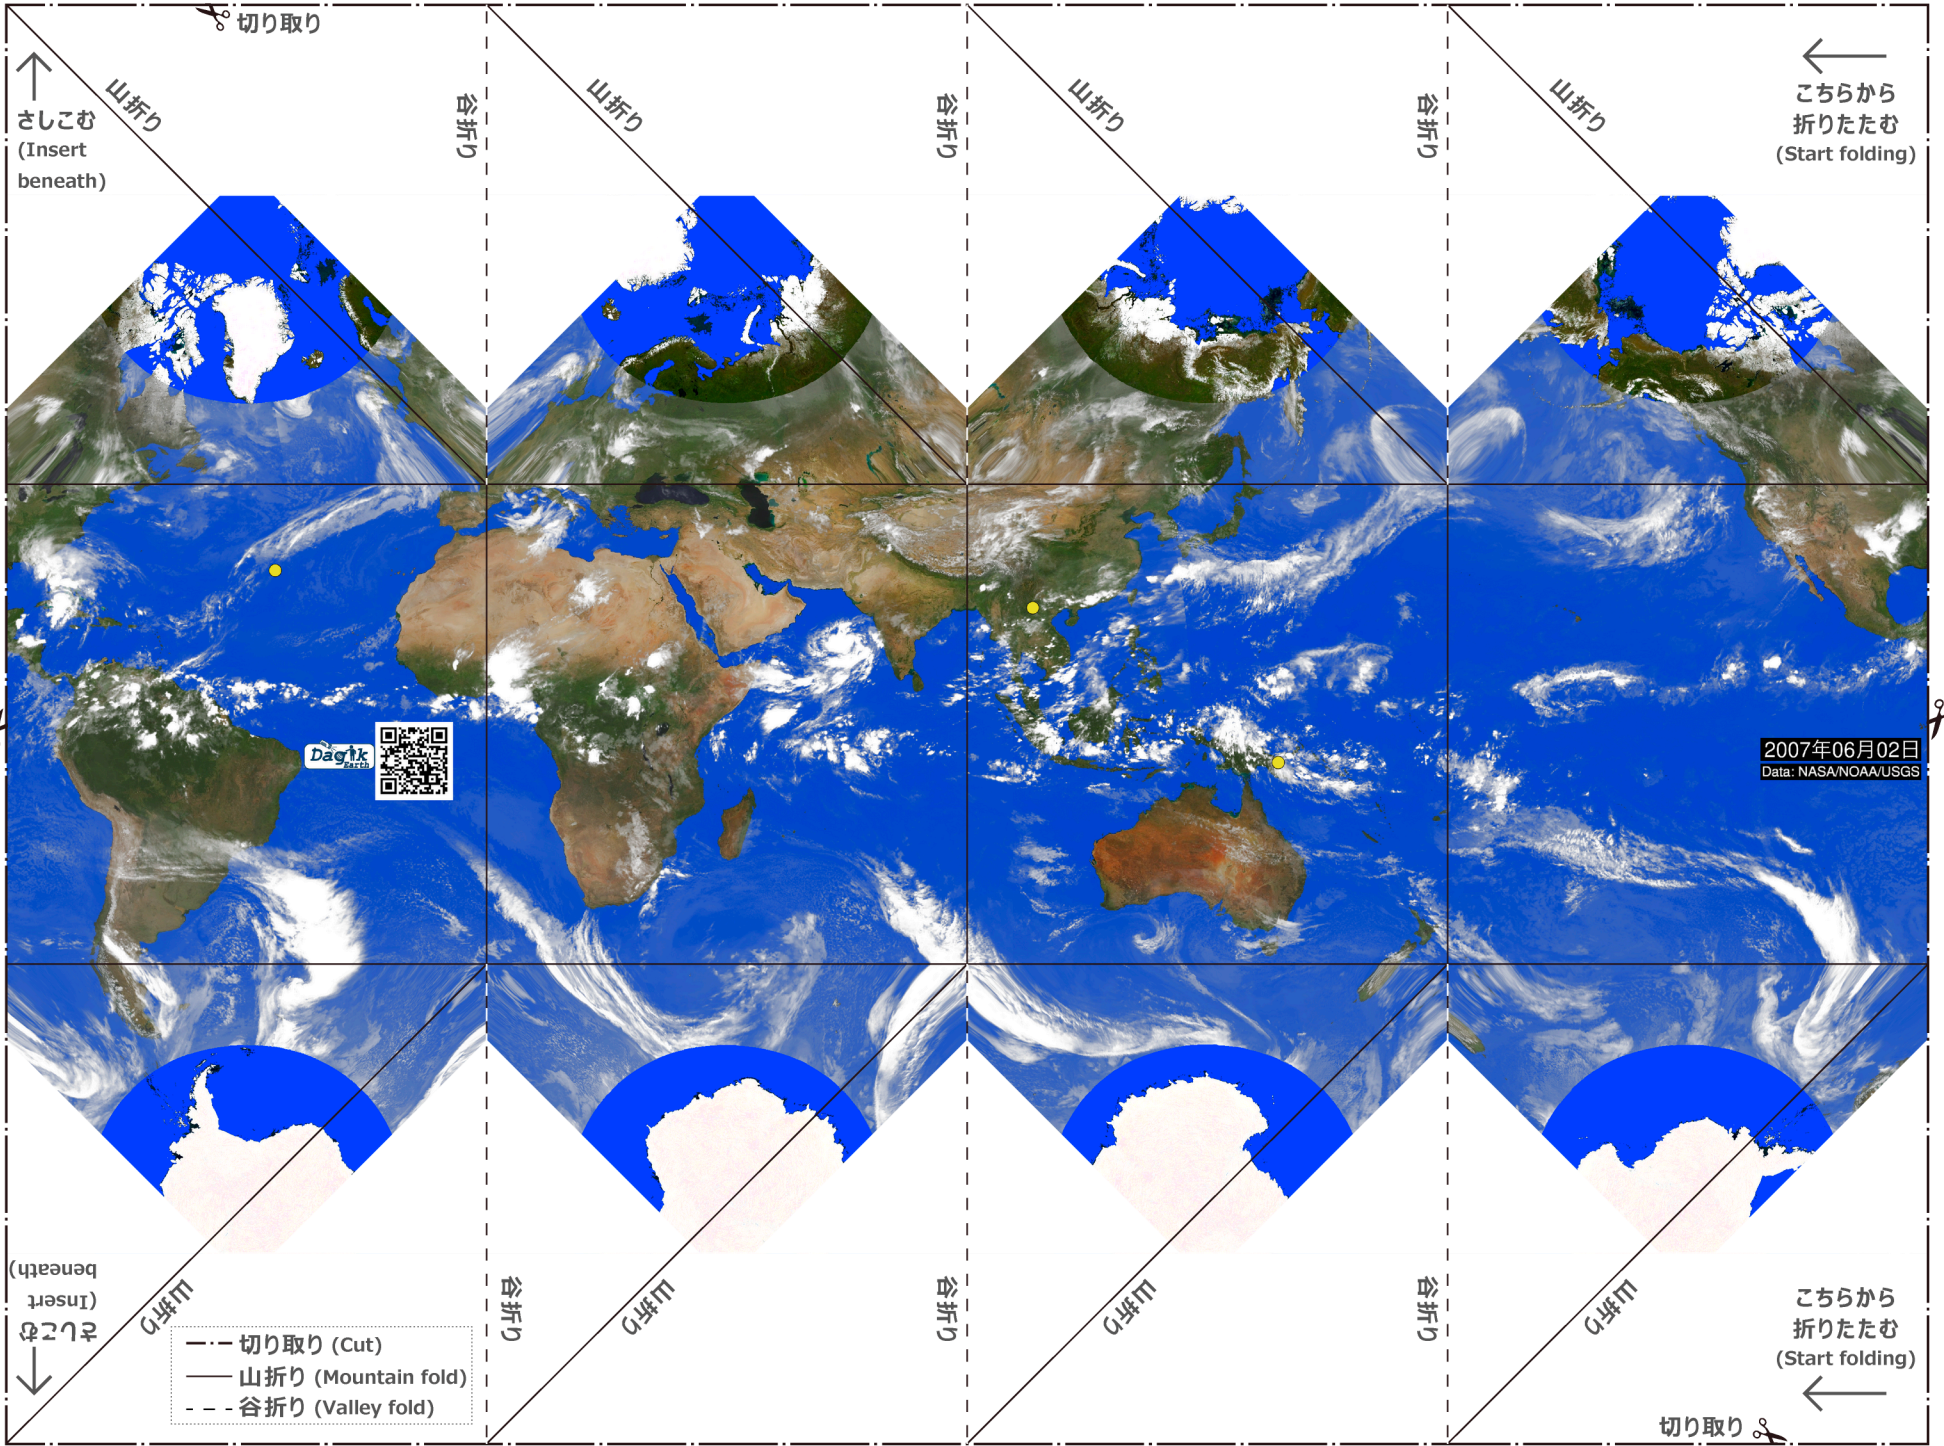 切り取り
さしこむ
(Insert
beneath)
山折り
谷折り
山折り
谷折り
山折り
谷折り
山折り
こちらから
折りたたむ
(Start folding)
Dagik
Earth
2007年06月02日
Data: NASA/NOAA/USGS
さしこむ
(Insert
beneath)
山折り
谷折り
山折り
谷折り
山折り
谷折り
山折り
こちらから
折りたたむ
(Start folding)
切り取り (Cut)
山折り (Mountain fold)
谷折り (Valley fold)
切り取り